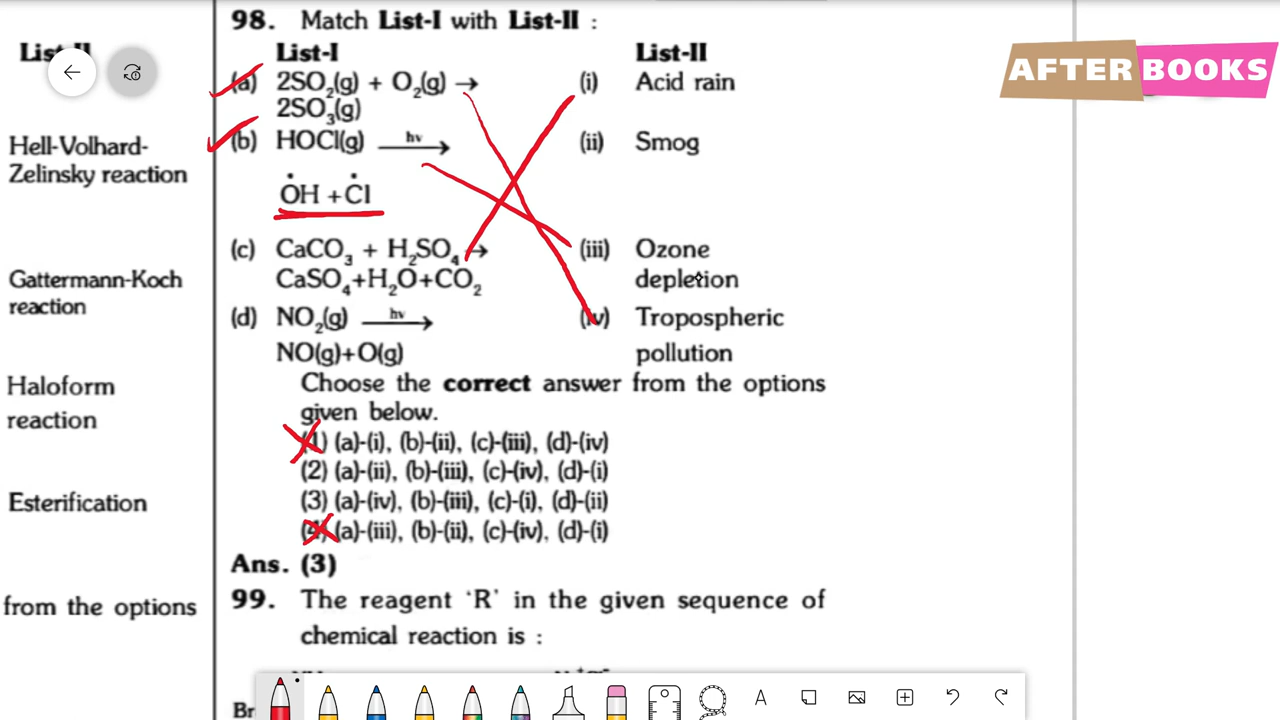 List-II
Hell-Volhard-
Zelinsky reaction
Gattermann-Koch
reaction
Haloform
reaction
Esterification
from the options
98. Match List-I with List-II :
List-I List-II
(a) 2SO₂(g) + O₂(g) → (i) Acid rain
2SO₃(g)
(b) HOCl(g) —hν→ (ii) Smog
ȮH + Ċl
(c) CaCO₃ + H₂SO₄ → (iii) Ozone
CaSO₄+H₂O+CO₂ depletion
(d) NO₂(g) —hν→ (iv) Tropospheric
NO(g)+O(g) pollution
Choose the correct answer from the options
given below.
(1) (a)-(i), (b)-(ii), (c)-(iii), (d)-(iv)
(2) (a)-(ii), (b)-(iii), (c)-(iv), (d)-(i)
(3) (a)-(iv), (b)-(iii), (c)-(i), (d)-(ii)
(4) (a)-(iii), (b)-(ii), (c)-(iv), (d)-(i)
Ans. (3)
99. The reagent ‘R’ in the given sequence of
chemical reaction is :
Br
AFTER BOOKS
A